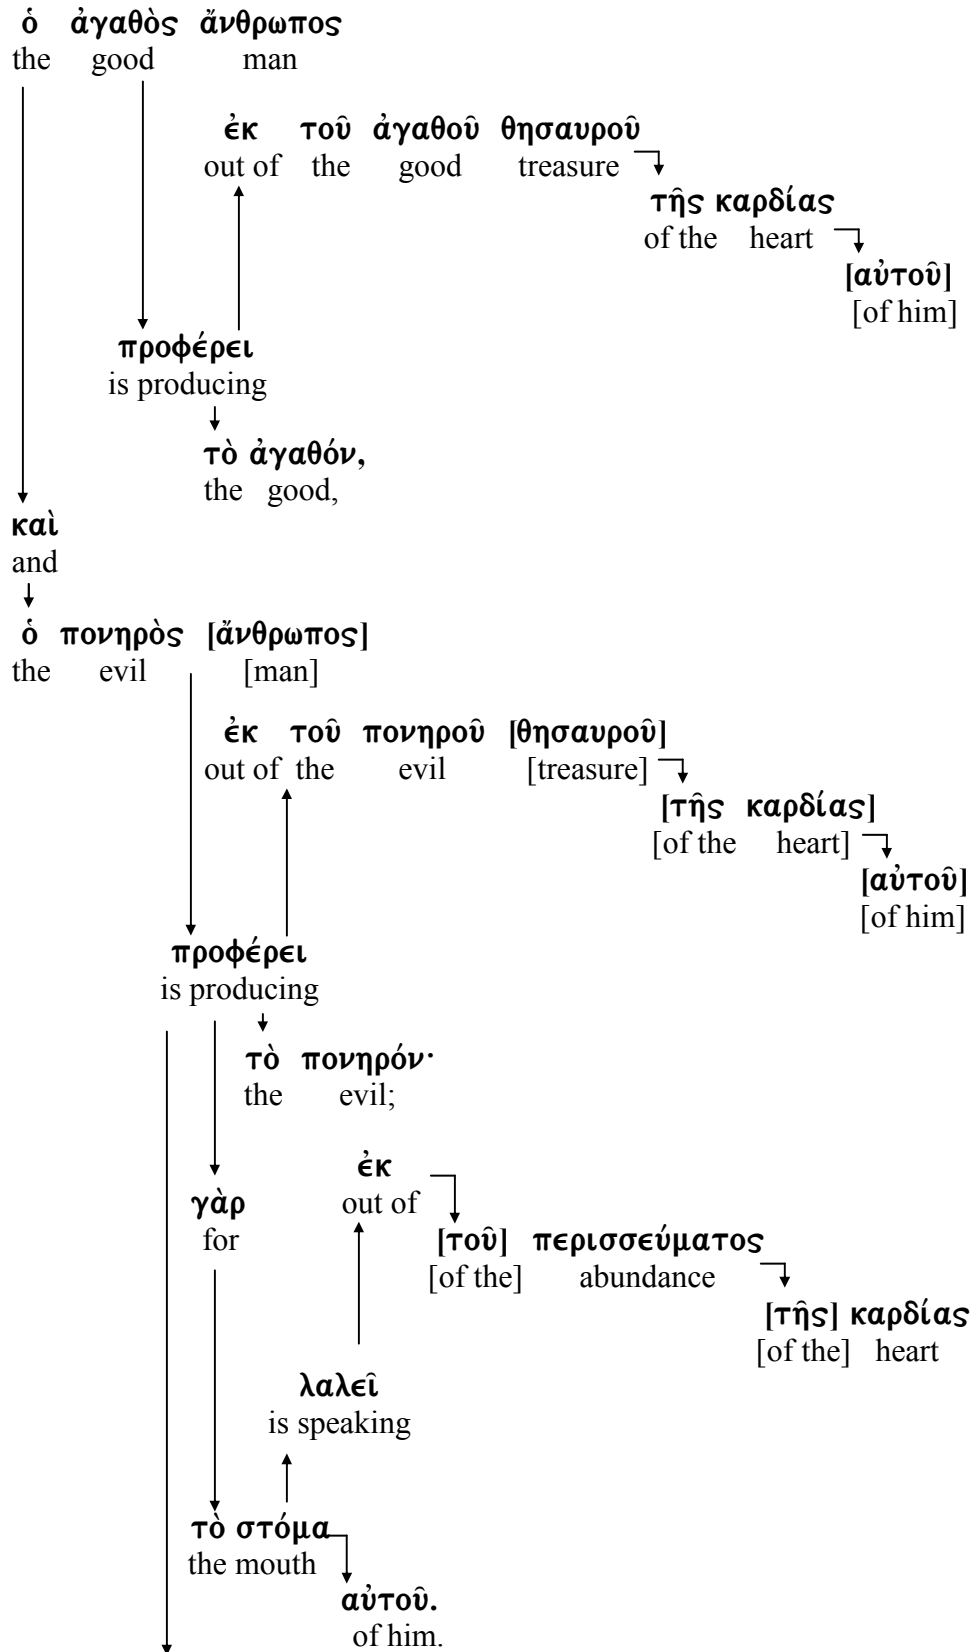 ὁ ἀγαθὸς ἄνθρωπος
the good man
ἐκ τοῦ ἀγαθοῦ θησαυροῦ
out of the good treasure
τῆς καρδίας
of the heart
[αὐτοῦ]
[of him]
προφέρει
is producing
τὸ ἀγαθόν,
the good,
καὶ
and
ὁ πονηρὸς [ἄνθρωπος]
the evil [man]
ἐκ τοῦ πονηροῦ [θησαυροῦ]
out of the evil [treasure]
[τῆς καρδίας]
[of the heart]
[αὐτοῦ]
[of him]
προφέρει
is producing
τὸ πονηρόν·
the evil;
ἐκ
out of
γὰρ
for
[τοῦ] περισσεύματος
[of the] abundance
[τῆς] καρδίας
[of the] heart
λαλεῖ
is speaking
τὸ στόμα
the mouth
αὐτοῦ.
of him.